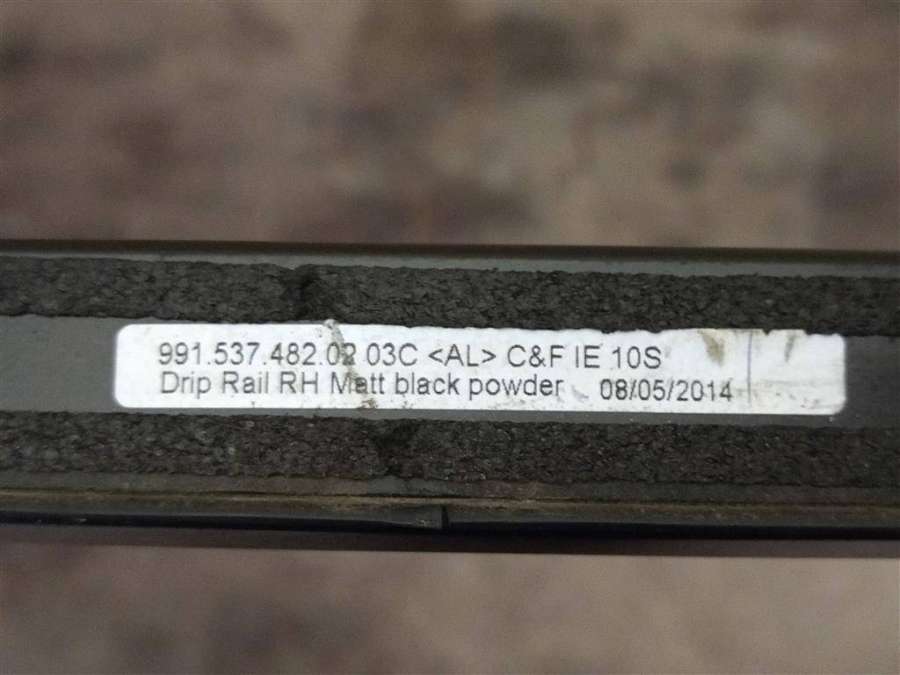 991.537.482.02 03C <AL> C&F IE 10S
Drip Rail RH Matt black powder 08/05/2014